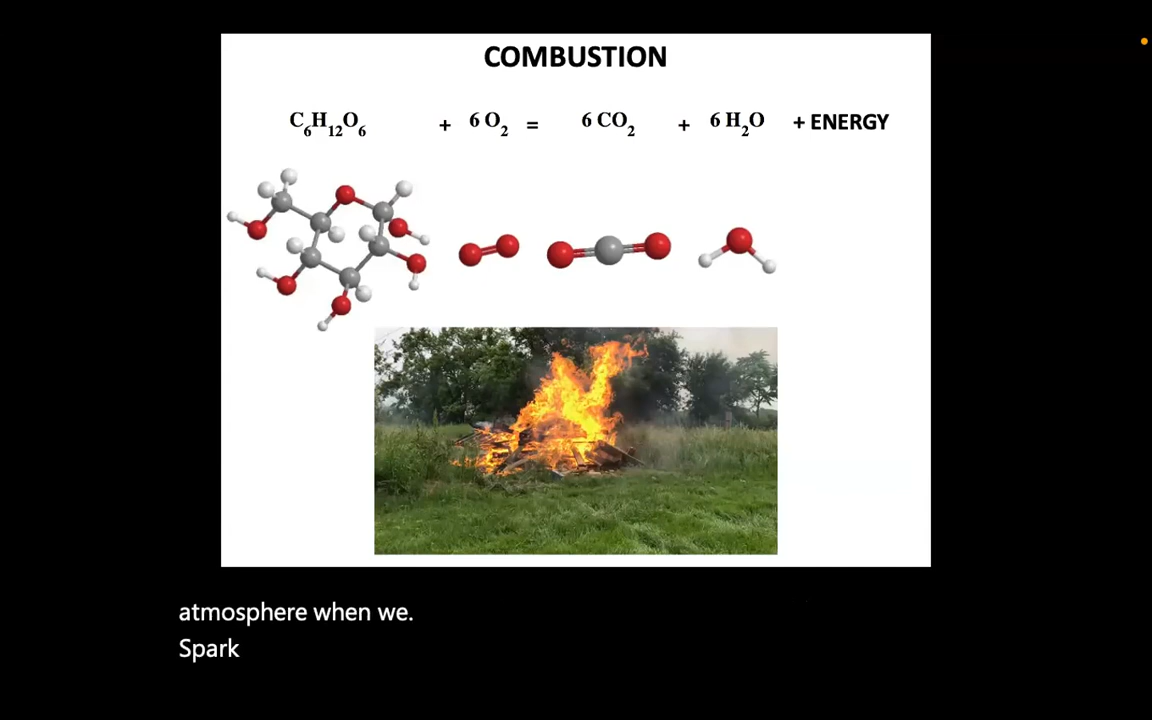 COMBUSTION
C₆H₁₂O₆ + 6 O₂ = 6 CO₂ + 6 H₂O + ENERGY
atmosphere when we.
Spark